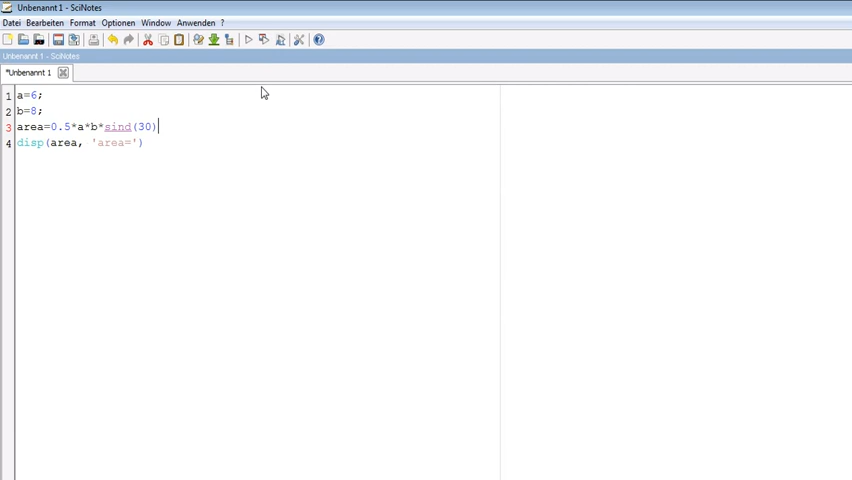 Unbenannt 1 - SciNotes
Datei Bearbeiten Format Optionen Window Anwenden ?
Unbenannt 1 - SciNotes
*Unbenannt 1
1 a=6;
2 b=8;
3 area=0.5*a*b*sind(30)
4 disp(area, 'area=')